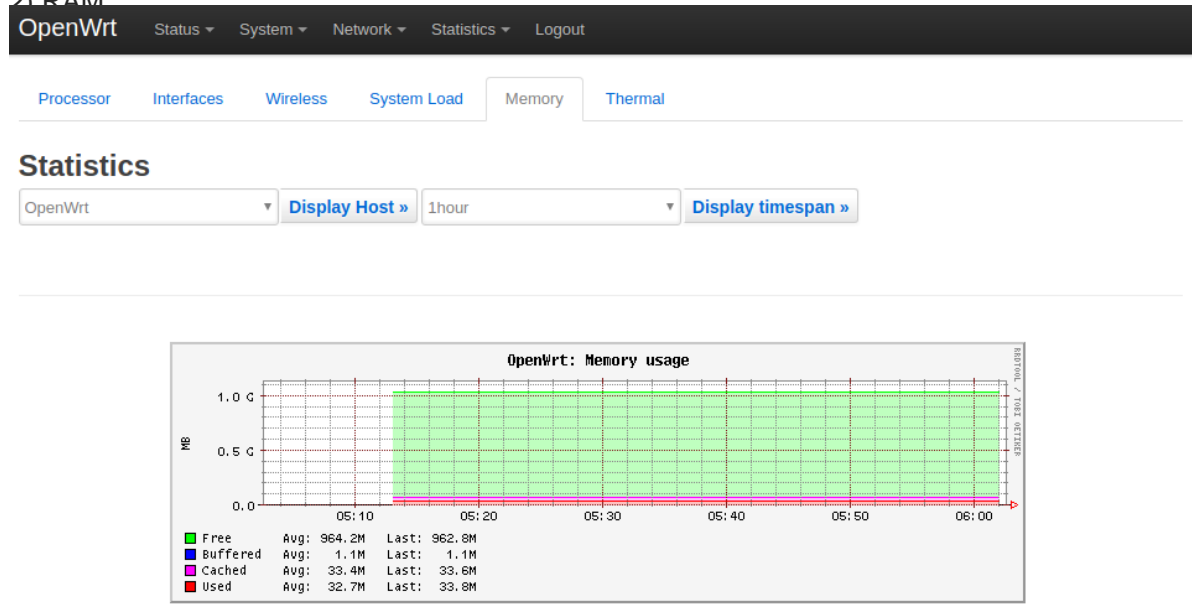 2) RAM
OpenWrt Status System Network Statistics Logout
Processor Interfaces Wireless System Load Memory Thermal
Statistics
OpenWrt Display Host » 1hour Display timespan »
OpenWrt: Memory usage
RRDTOOL / TOBI OETIKER
MB
1.0 G
0.5 G
0.0
05:10 05:20 05:30 05:40 05:50 06:00
Free Avg: 964.2M Last: 962.8M
Buffered Avg: 1.1M Last: 1.1M
Cached Avg: 33.4M Last: 33.6M
Used Avg: 32.7M Last: 33.8M